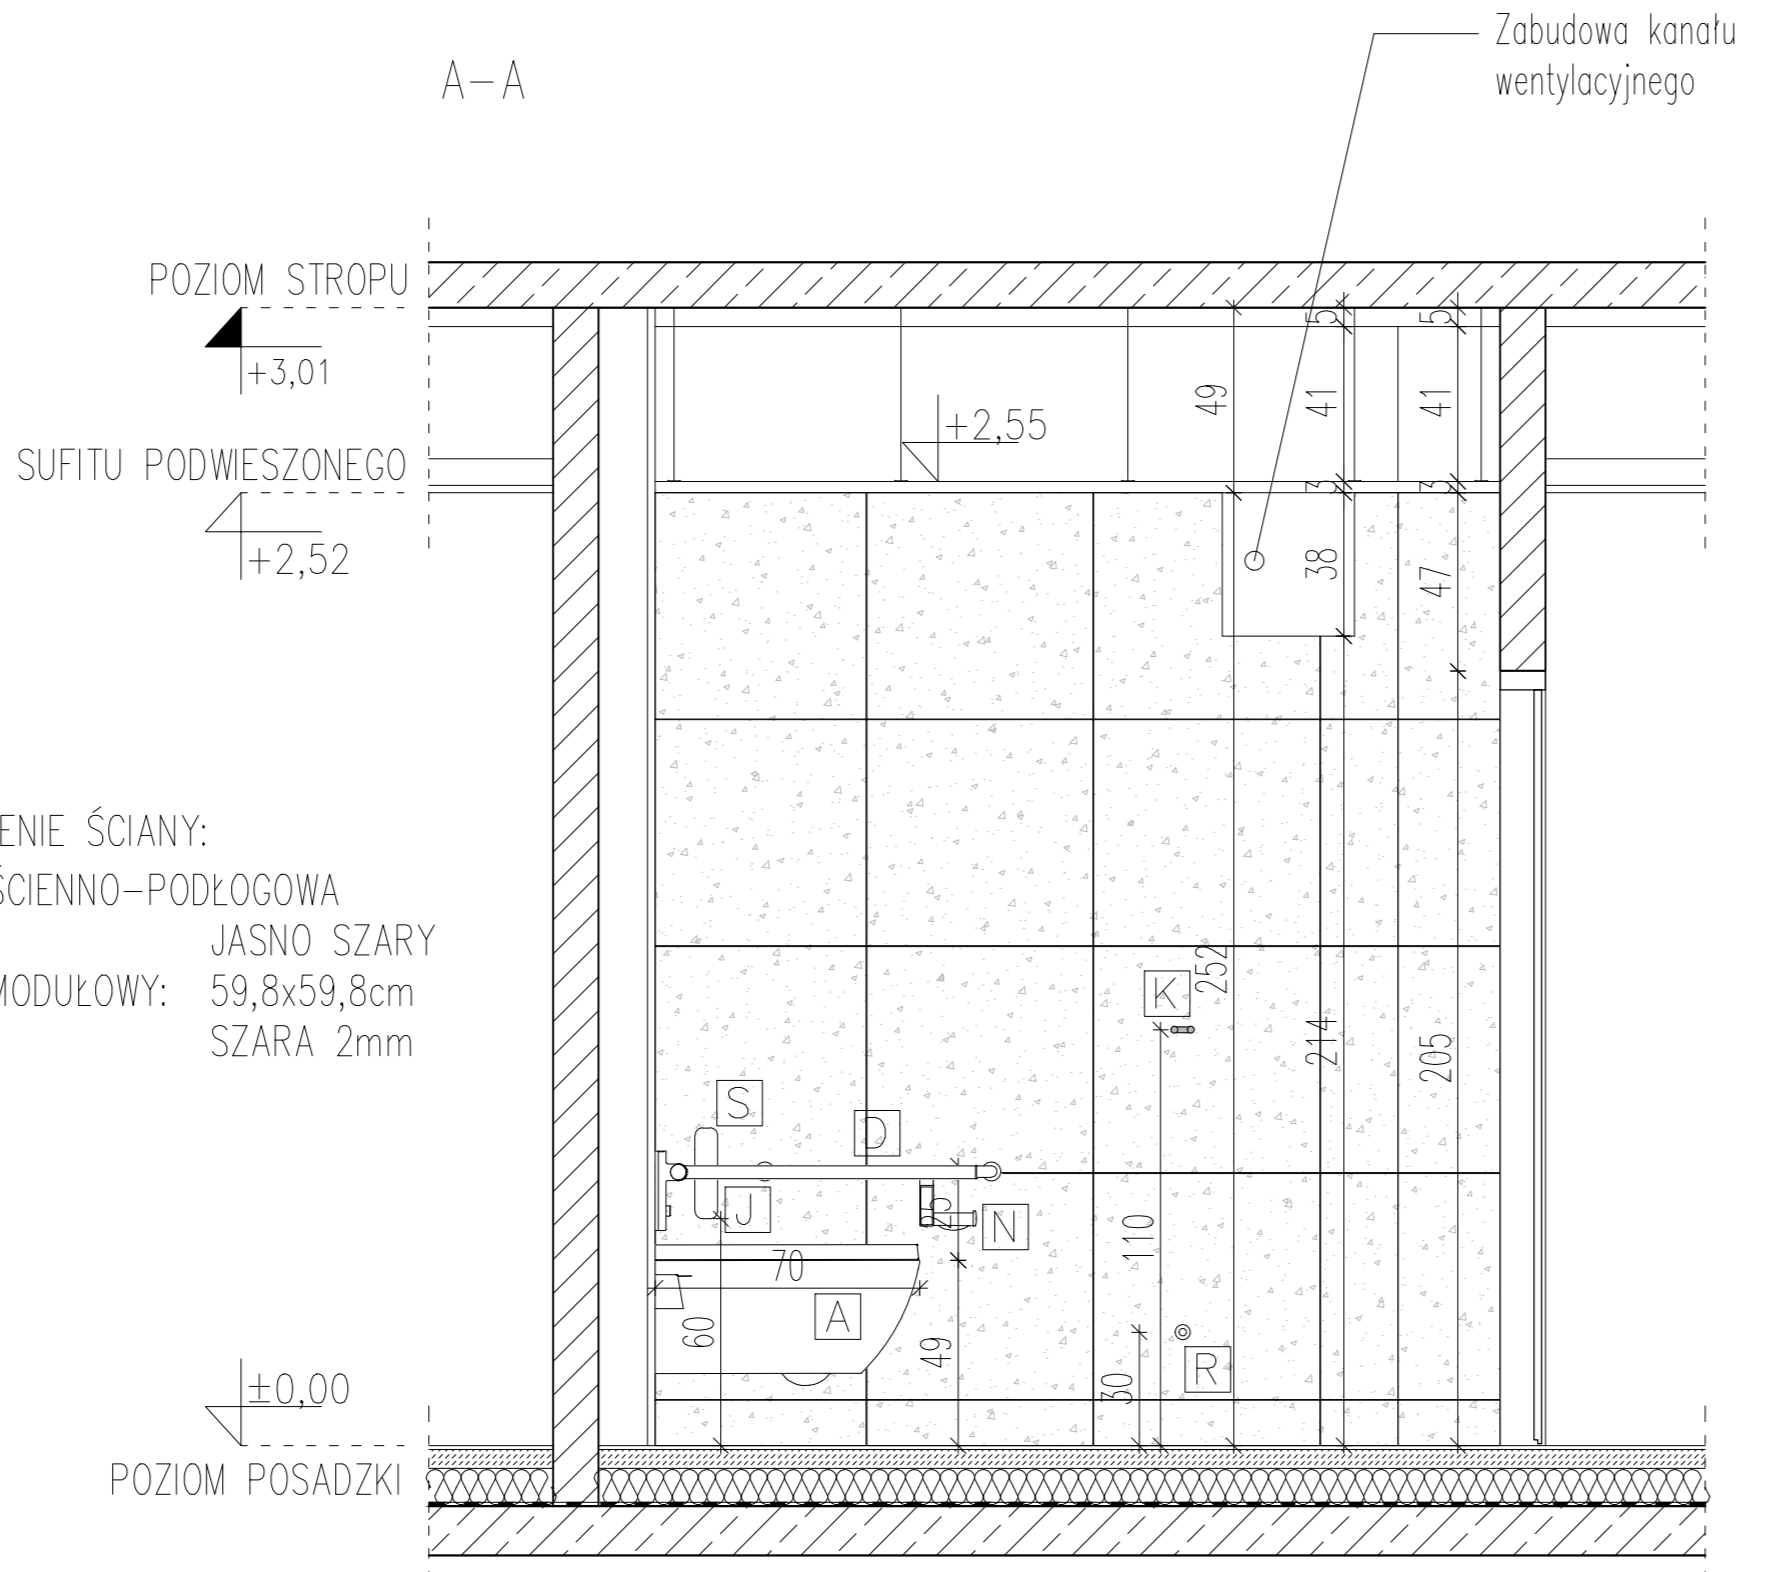 A-A
Zabudowa kanału
wentylacyjnego
POZIOM STROPU
+3,01
SUFITU PODWIESZONEGO
+2,52
+2,55
49
5
41
3
38
5
41
3
47
ENIE ŚCIANY:
ŚCIENNO-PODŁOGOWA
JASNO SZARY
MODUŁOWY: 59,8x59,8cm
SZARA 2mm
K
252
214
205
S
D
J
25
N
110
70
A
60
49
30
R
±0,00
POZIOM POSADZKI